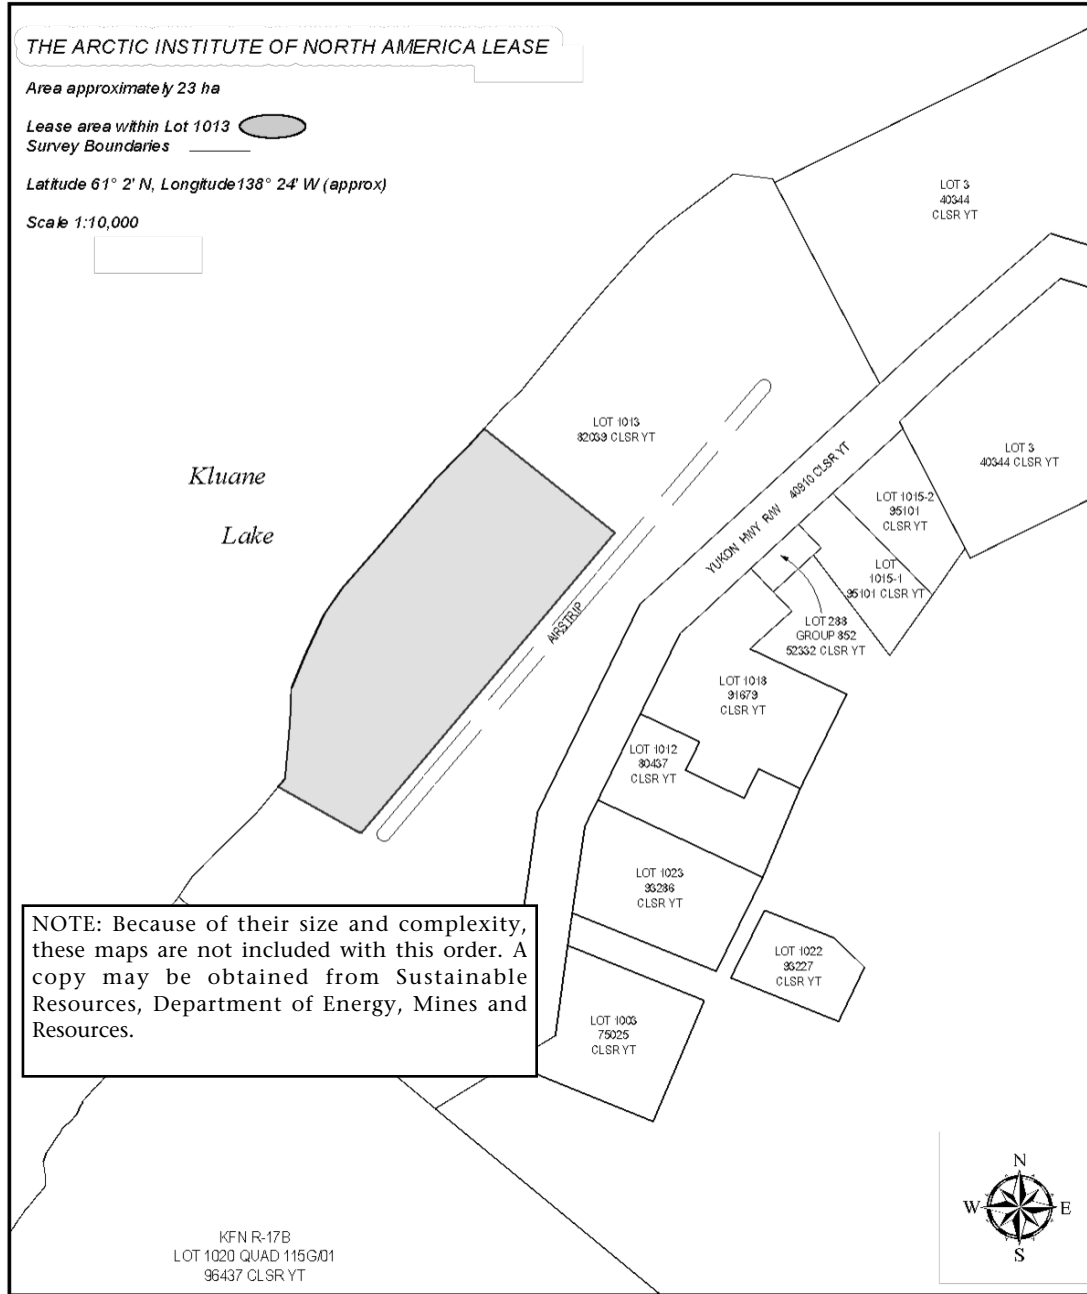 THE ARCTIC INSTITUTE OF NORTH AMERICA LEASE
Area approximately 23 ha
Lease area within Lot 1013
Survey Boundaries
Latitude 61° 2' N, Longitude138° 24' W (approx)
Scale 1:10,000
LOT 3
40344
CLSR YT
LOT 1013
82039 CLSR YT
Kluane
Lake
YUKON HWY R/W 40910 CLSR YT
LOT 3
40344 CLSR YT
LOT 1015-2
95101
CLSR YT
LOT
1015-1
95101 CLSR YT
AIRSTRIP
LOT 288
GROUP 852
52332 CLSR YT
LOT 1018
91679
CLSR YT
LOT 1012
80437
CLSR YT
LOT 1023
93286
CLSR YT
NOTE: Because of their size and complexity,
these maps are not included with this order. A
copy may be obtained from Sustainable
Resources, Department of Energy, Mines and
Resources.
LOT 1022
93227
CLSR YT
LOT 1003
75025
CLSR YT
KFN R-17B
LOT 1020 QUAD 115G/01
96437 CLSR YT
N
W
E
S